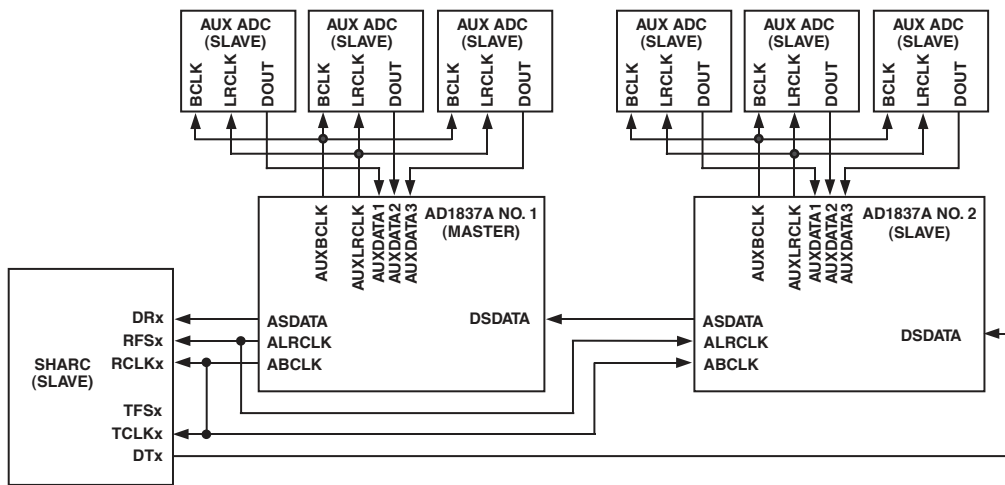 AUX ADC
(SLAVE)
BCLK
LRCLK
DOUT
AUX ADC
(SLAVE)
BCLK
LRCLK
DOUT
AUX ADC
(SLAVE)
BCLK
LRCLK
DOUT
AUX ADC
(SLAVE)
BCLK
LRCLK
DOUT
AUX ADC
(SLAVE)
BCLK
LRCLK
DOUT
AUX ADC
(SLAVE)
BCLK
LRCLK
DOUT
AUXBCLK
AUXLRCLK
AUXDATA1
AUXDATA2
AUXDATA3
AD1837A NO. 1
(MASTER)
ASDATA
ALRCLK
ABCLK
DSDATA
AUXBCLK
AUXLRCLK
AUXDATA1
AUXDATA2
AUXDATA3
AD1837A NO. 2
(SLAVE)
ASDATA
ALRCLK
ABCLK
DSDATA
SHARC
(SLAVE)
DRx
RFSx
RCLKx
TFSx
TCLKx
DTx